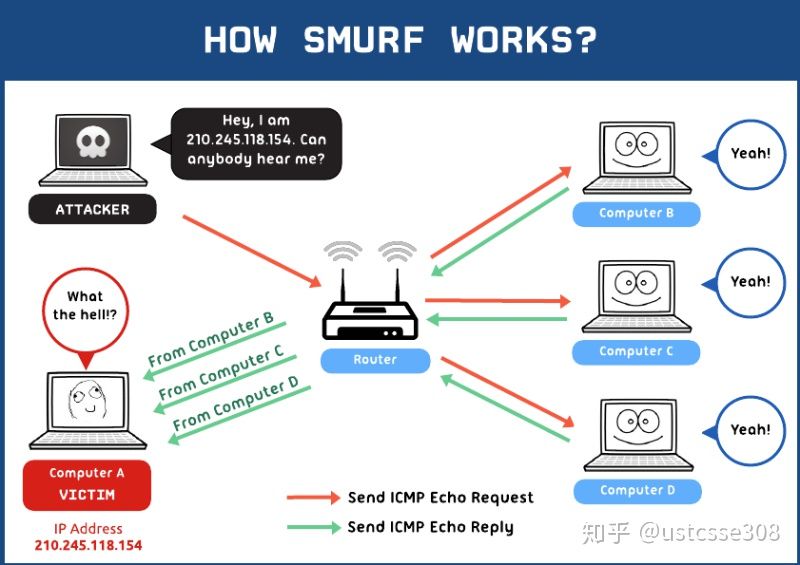 HOW SMURF WORKS?
Hey, I am
210.245.118.154. Can
anybody hear me?
ATTACKER
Yeah!
Computer B
What
the hell!?
From Computer B
From Computer C
From Computer D
Router
Yeah!
Computer C
Yeah!
Computer D
Computer A
VICTIM
IP Address
210.245.118.154
Send ICMP Echo Request
Send ICMP Echo Reply
知乎 @ustcsse308